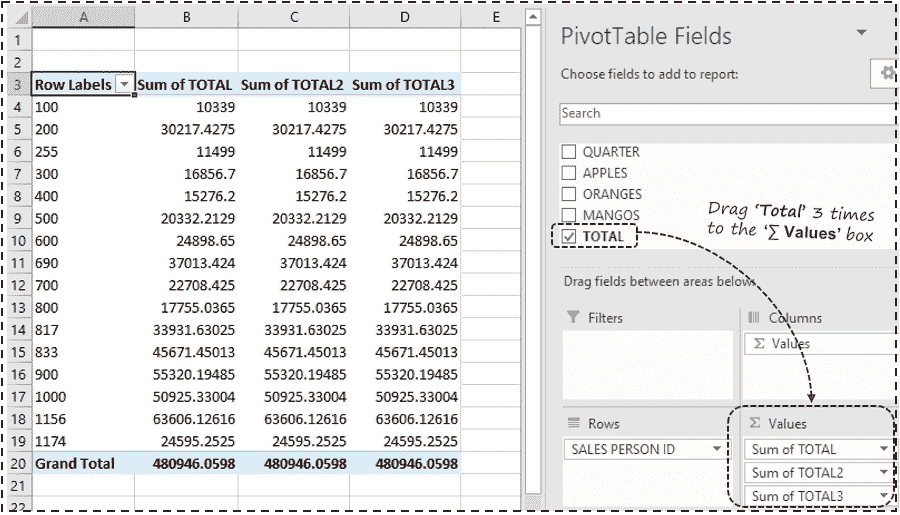 A B C D E
1
2
3 Row Labels Sum of TOTAL Sum of TOTAL2 Sum of TOTAL3
4 100 10339 10339 10339
5 200 30217.4275 30217.4275 30217.4275
6 255 11499 11499 11499
7 300 16856.7 16856.7 16856.7
8 400 15276.2 15276.2 15276.2
9 500 20332.2129 20332.2129 20332.2129
10 600 24898.65 24898.65 24898.65
11 690 37013.424 37013.424 37013.424
12 700 22708.425 22708.425 22708.425
13 800 17755.0365 17755.0365 17755.0365
14 817 33931.63025 33931.63025 33931.63025
15 833 45671.45013 45671.45013 45671.45013
16 900 55320.19485 55320.19485 55320.19485
17 1000 50925.33004 50925.33004 50925.33004
18 1156 63606.12616 63606.12616 63606.12616
19 1174 24595.2525 24595.2525 24595.2525
20 Grand Total 480946.0598 480946.0598 480946.0598
21
22
PivotTable Fields
Choose fields to add to report:
Search
QUARTER
APPLES
ORANGES
MANGOS
TOTAL
Drag ‘Total’ 3 times
to the ‘Σ Values’ box
Drag fields between areas below:
Filters
Columns
Σ Values
Rows
SALES PERSON ID
Σ Values
Sum of TOTAL
Sum of TOTAL2
Sum of TOTAL3